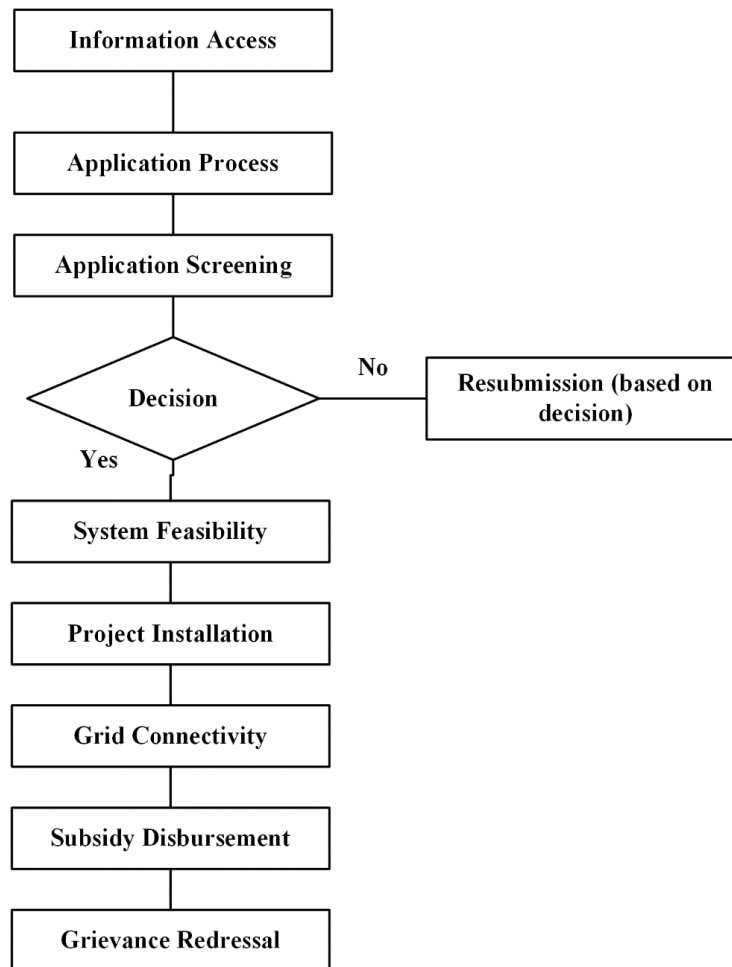 Information Access
Application Process
Application Screening
Decision
No
Resubmission (based on
decision)
Yes
System Feasibility
Project Installation
Grid Connectivity
Subsidy Disbursement
Grievance Redressal